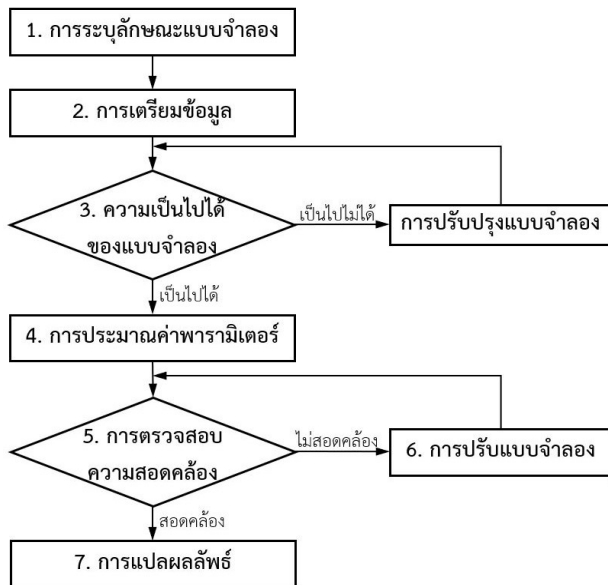 1. การระบุลักษณะแบบจำลอง
2. การเตรียมข้อมูล
3. ความเป็นไปได้
ของแบบจำลอง
เป็นไปไม่ได้
การปรับปรุงแบบจำลอง
เป็นไปได้
4. การประมาณค่าพารามิเตอร์
5. การตรวจสอบ
ความสอดคล้อง
ไม่สอดคล้อง
6. การปรับแบบจำลอง
สอดคล้อง
7. การแปลผลลัพธ์